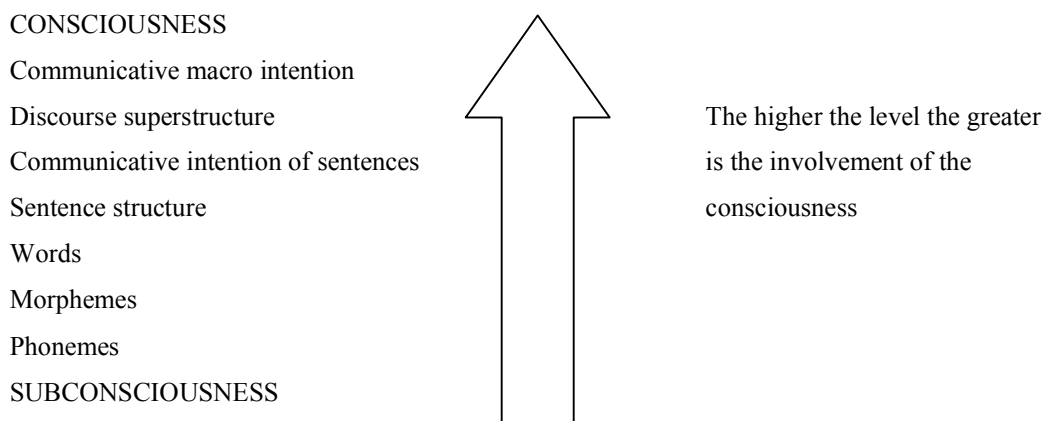 CONSCIOUSNESS
Communicative macro intention
Discourse superstructure
Communicative intention of sentences
Sentence structure
Words
Morphemes
Phonemes
SUBCONSCIOUSNESS
The higher the level the greater
is the involvement of the
consciousness